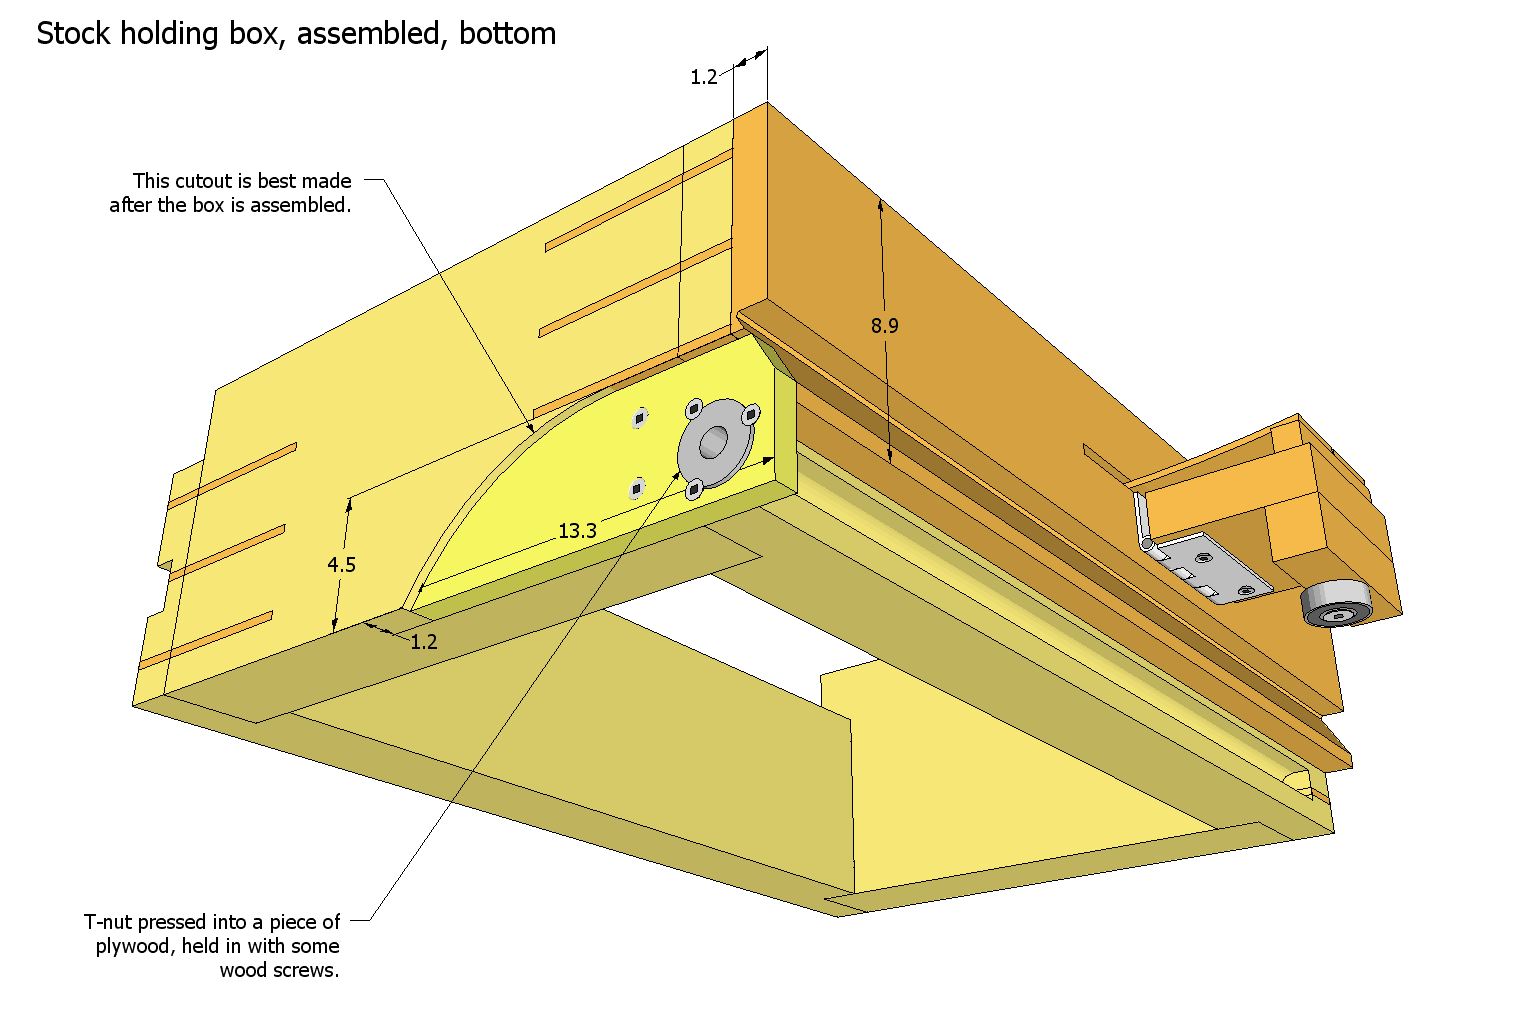 Stock holding box, assembled, bottom
1.2
This cutout is best made
after the box is assembled.
8.9
13.3
4.5
1.2
T-nut pressed into a piece of
plywood, held in with some
wood screws.